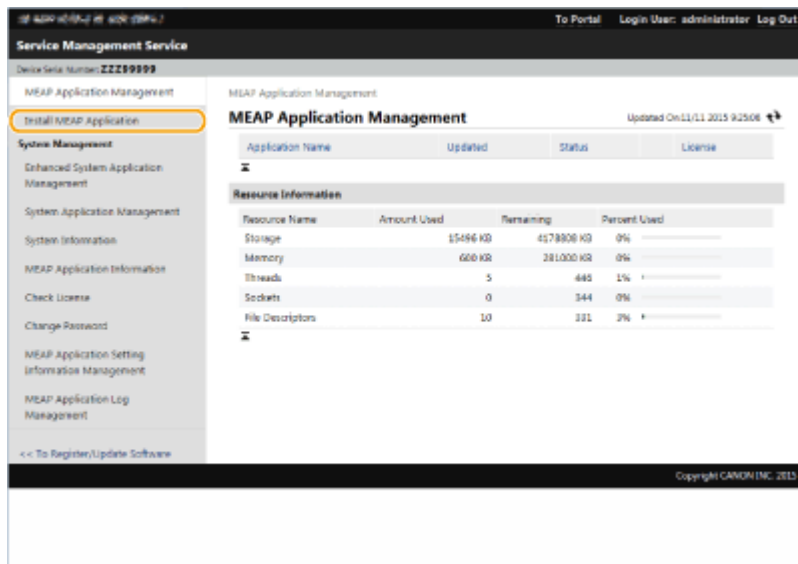 To Portal Login User: administrator Log Out
Service Management Service
Device Serial Number: ZZZ99999
MEAP Application Management
Install MEAP Application
System Management
Enhanced System Application
Management
System Application Management
System Information
MEAP Application Information
Check License
Change Password
MEAP Application Setting
Information Management
MEAP Application Log
Management
<< To Register/Update Software
MEAP Application Management
MEAP Application Management
Updated On:11/11 2015 9:25:08
Application Name Updated Status License
Resource Information
Resource Name Amount Used Remaining Percent Used
Storage 15496 KB 4178808 KB 0%
Memory 600 KB 281000 KB 0%
Threads 5 446 1%
Sockets 0 344 0%
File Descriptors 10 331 3%
Copyright CANON INC. 2015